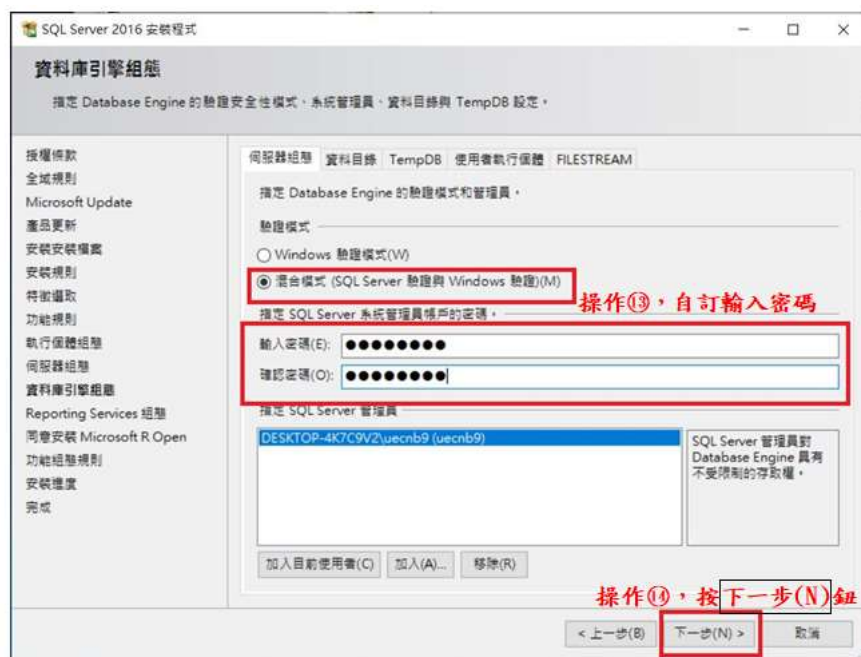 SQL Server 2016 安裝程式
資料庫引擎組態
指定 Database Engine 的驗證安全性模式、系統管理員、資料目錄與 TempDB 設定。
授權條款
全域規則
Microsoft Update
產品更新
安裝安裝檔案
安裝規則
特徵選取
功能規則
執行個體組態
伺服器組態
資料庫引擎組態
Reporting Services 組態
同意安裝 Microsoft R Open
功能組態規則
安裝進度
完成
伺服器組態 資料目錄 TempDB 使用者執行個體 FILESTREAM
指定 Database Engine 的驗證模式和管理員。
驗證模式
Windows 驗證模式(W)
混合模式 (SQL Server 驗證與 Windows 驗證)(M)
操作⑬，自訂輸入密碼
指定 SQL Server 系統管理員帳戶的密碼。
輸入密碼(E): ●●●●●●●●
確認密碼(O): ●●●●●●●●
指定 SQL Server 管理員
DESKTOP-4K7C9V2\uecnb9 (uecnb9)
SQL Server 管理員對
Database Engine 具有
不受限制的存取權。
加入目前使用者(C) 加入(A)... 移除(R)
操作⑭，按下一步(N)鈕
< 上一步(B) 下一步(N) > 取消